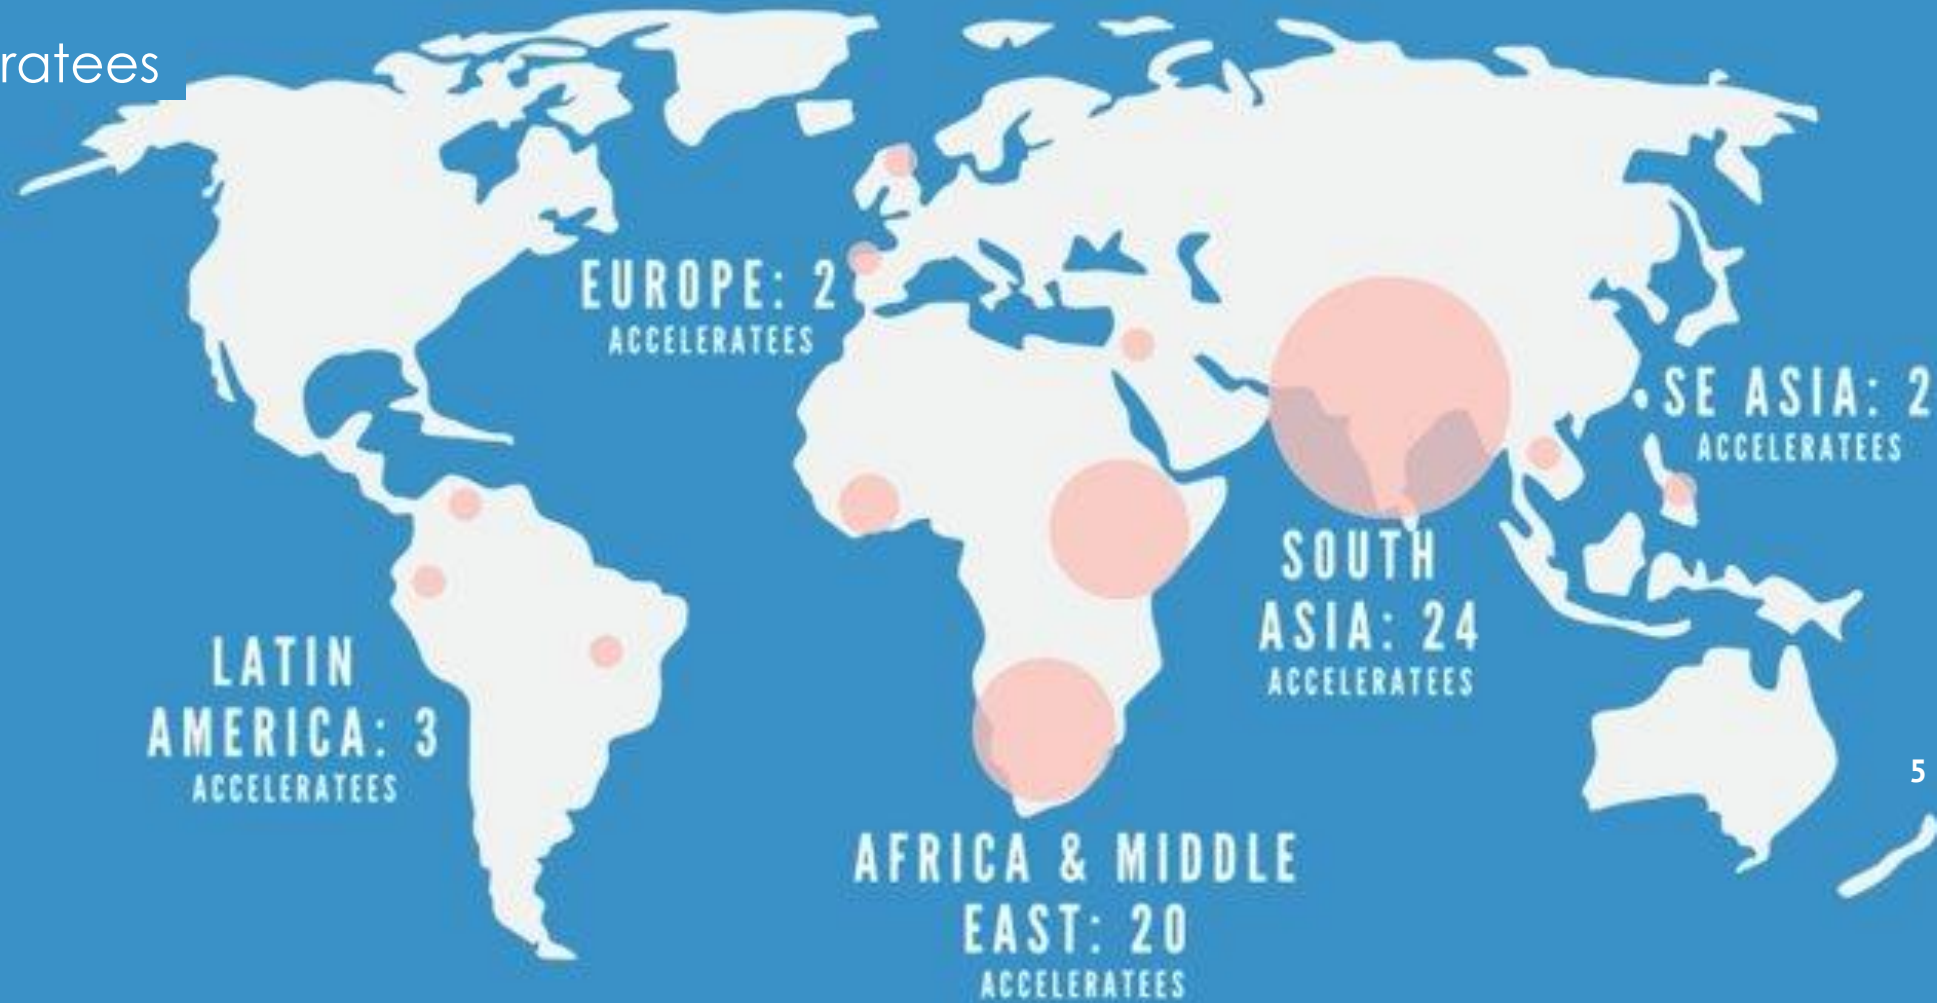 ratees
EUROPE: 2
ACCELERATEES
SE ASIA: 2
ACCELERATEES
SOUTH
ASIA: 24
ACCELERATEES
LATIN
AMERICA: 3
ACCELERATEES
5
AFRICA & MIDDLE
EAST: 20
ACCELERATEES